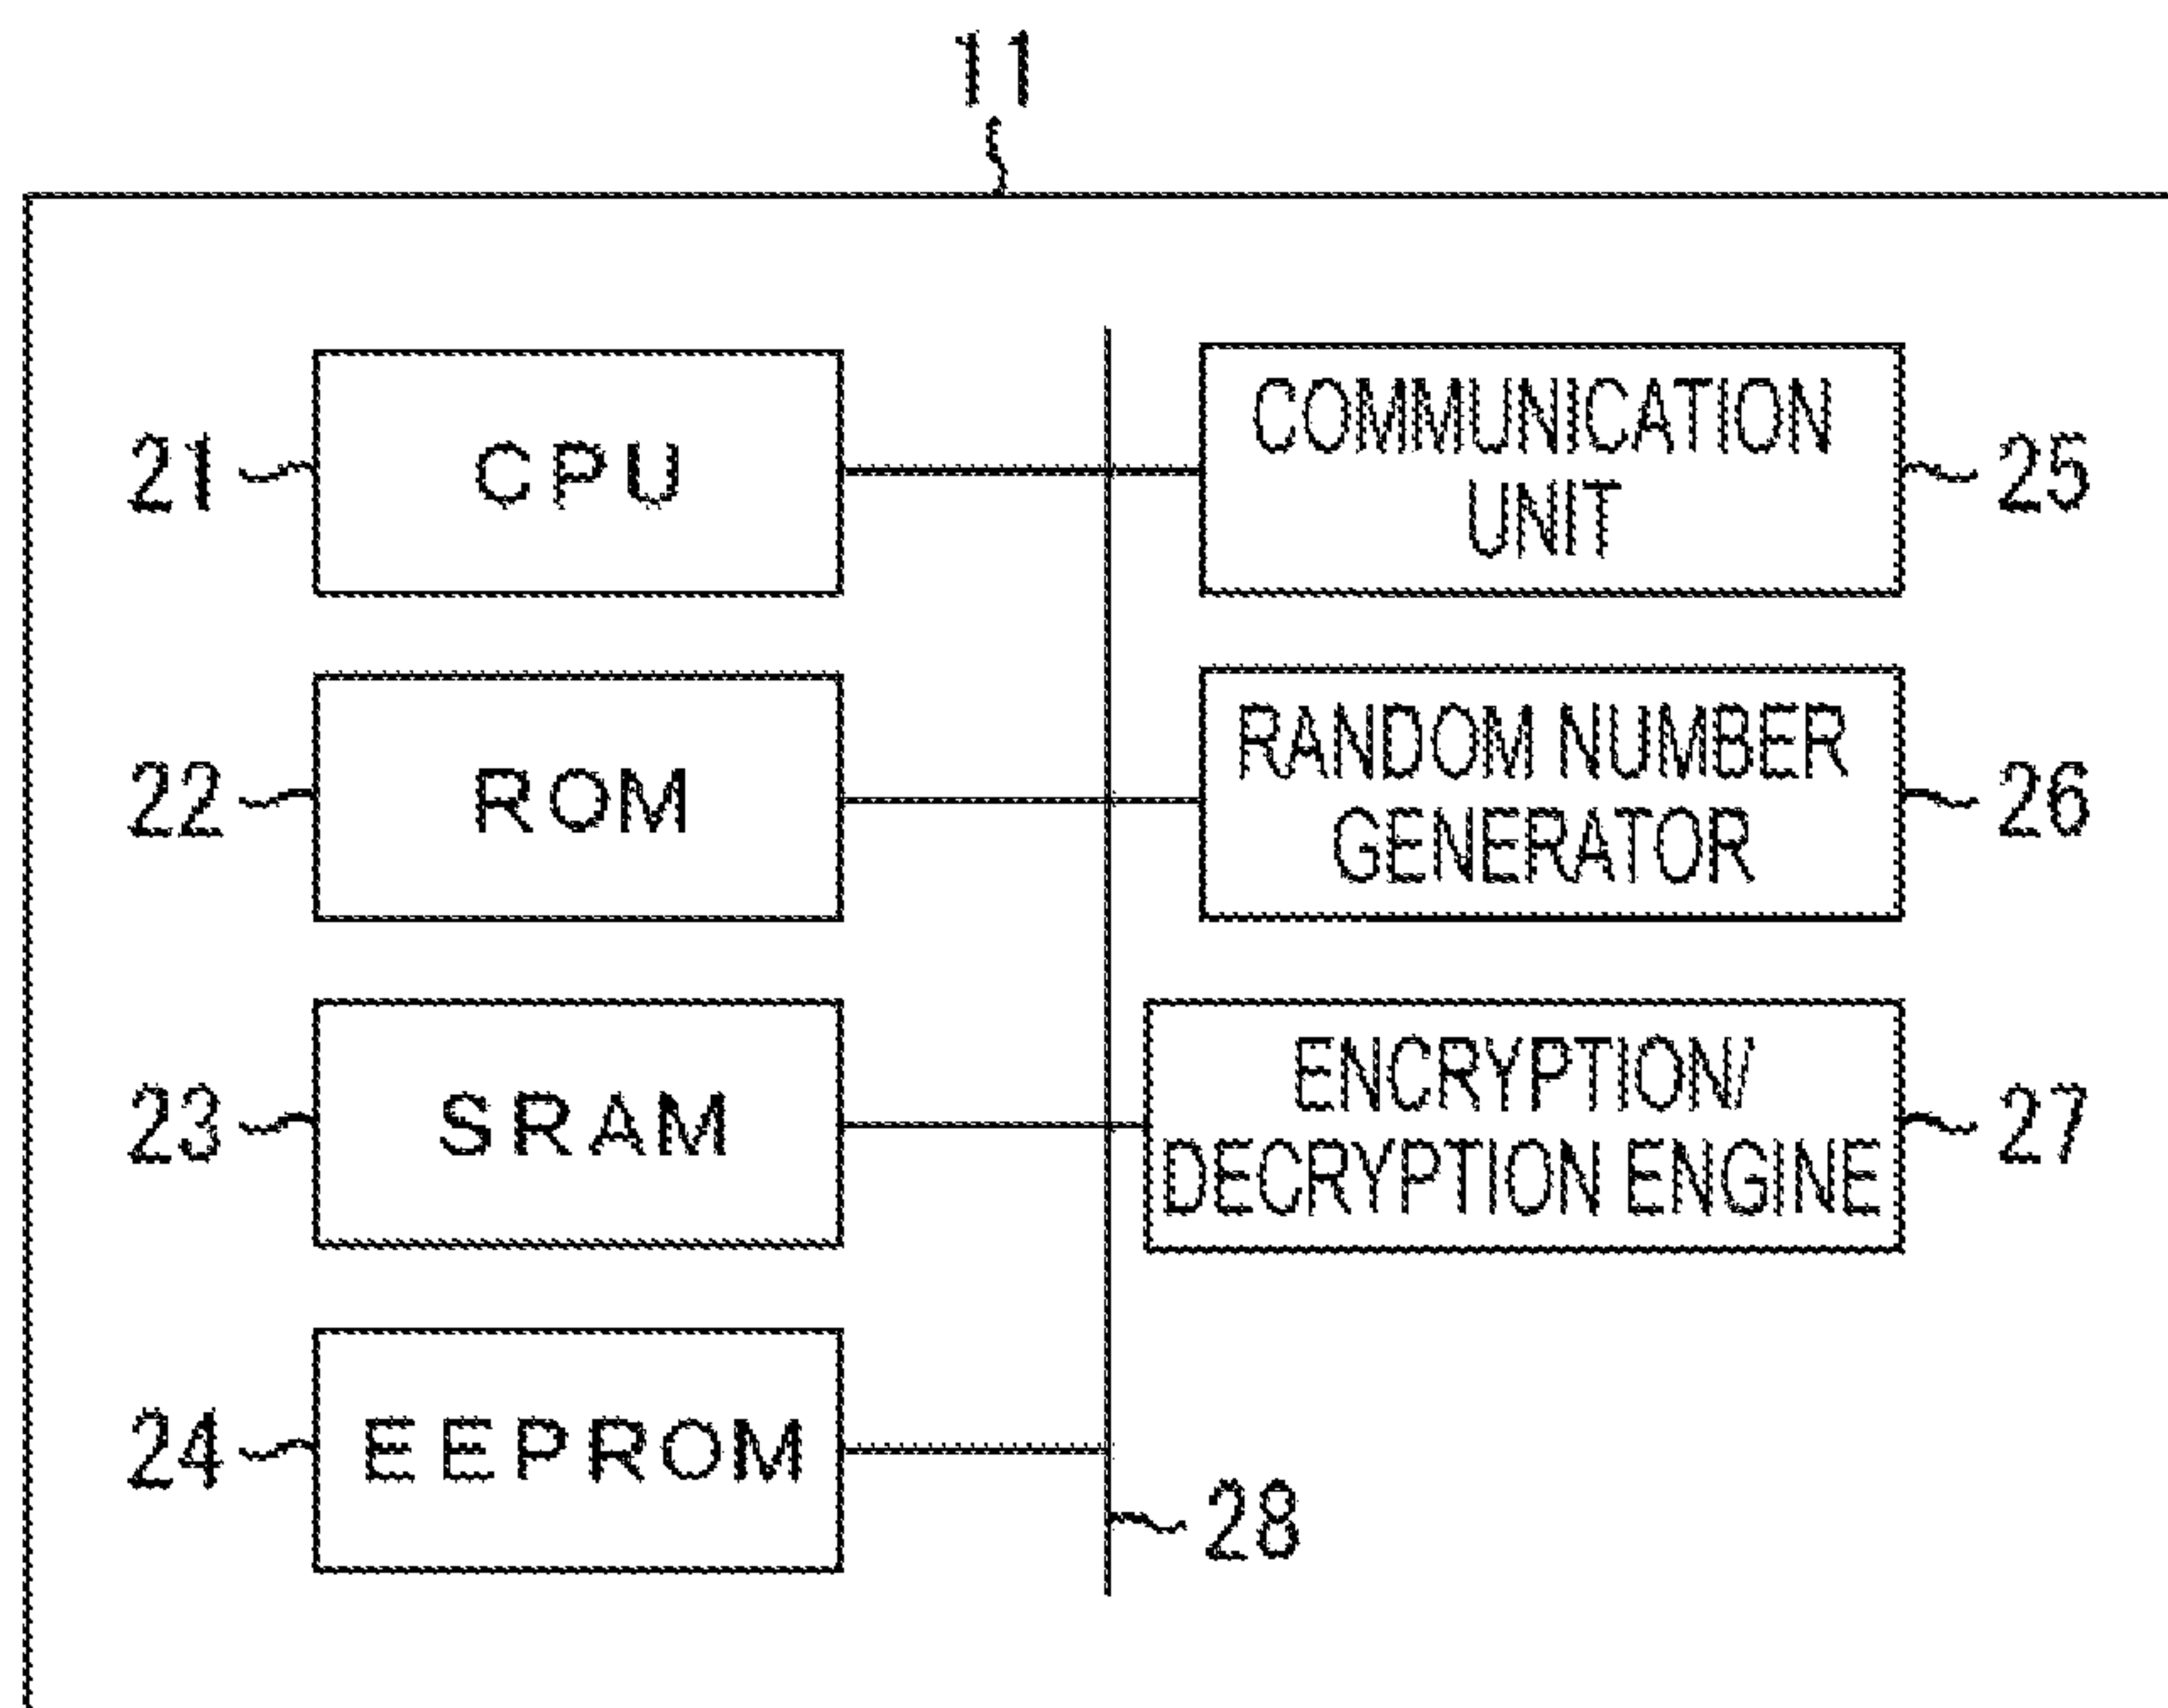 11
21
CPU
COMMUNICATION
UNIT
25
22
ROM
RANDOM NUMBER
GENERATOR
26
23
SRAM
ENCRYPTION/
DECRYPTION ENGINE
27
24
EEPROM
28